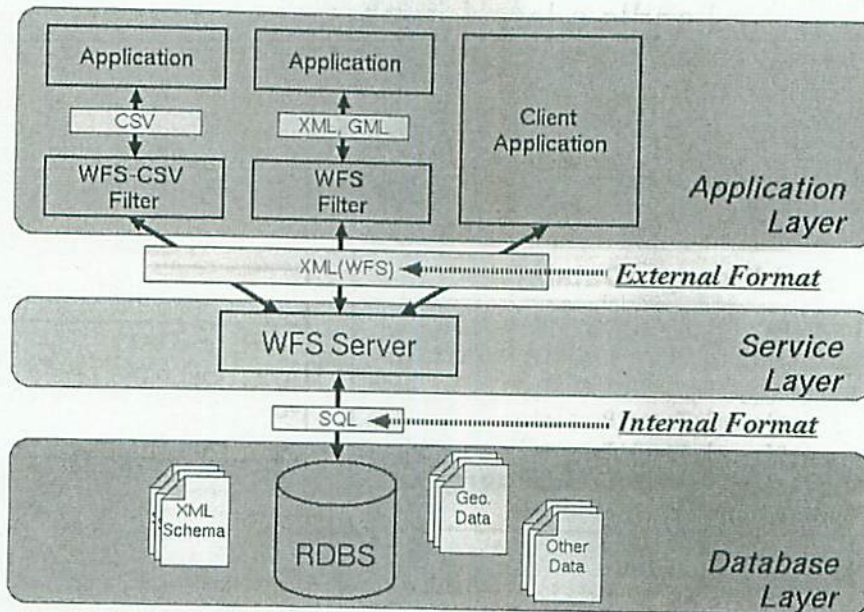 Application
Application
Client
Application
CSV
XML, GML
WFS-CSV
Filter
WFS
Filter
Application
Layer
XML(WFS)
External Format
WFS Server
Service
Layer
SQL
Internal Format
XML
Schema
RDBS
Geo.
Data
Other
Data
Database
Layer